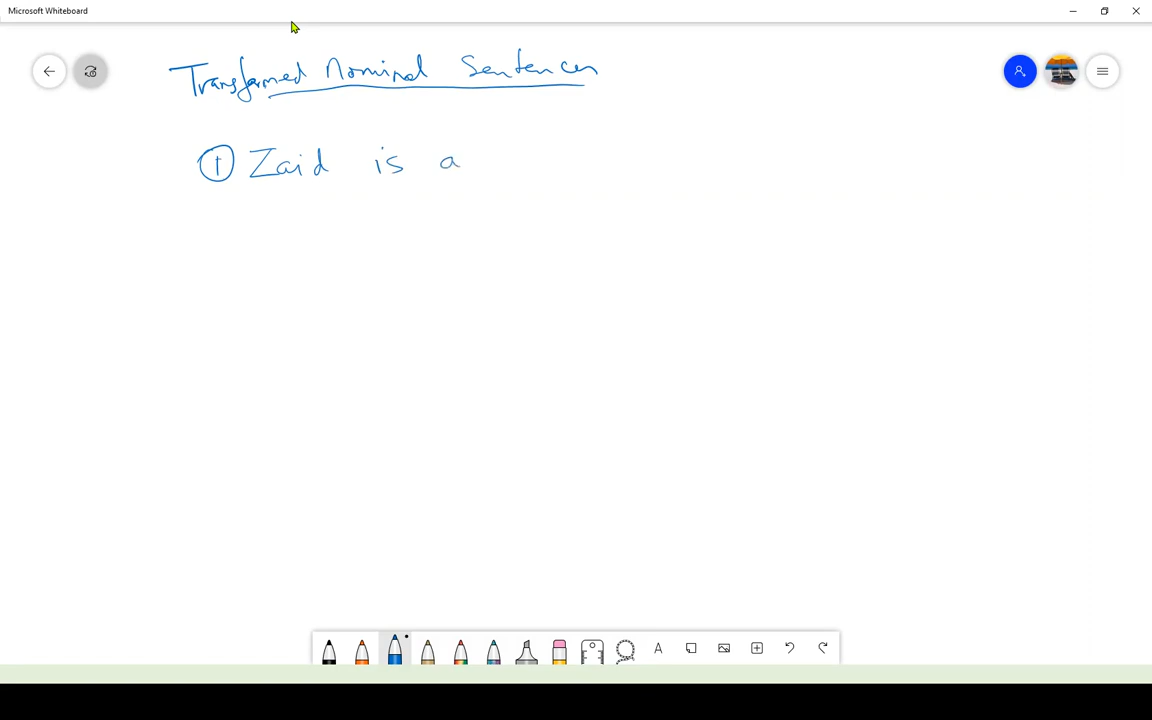 Microsoft Whiteboard
Transformed Nominal Sentences
① Zaid is a
A